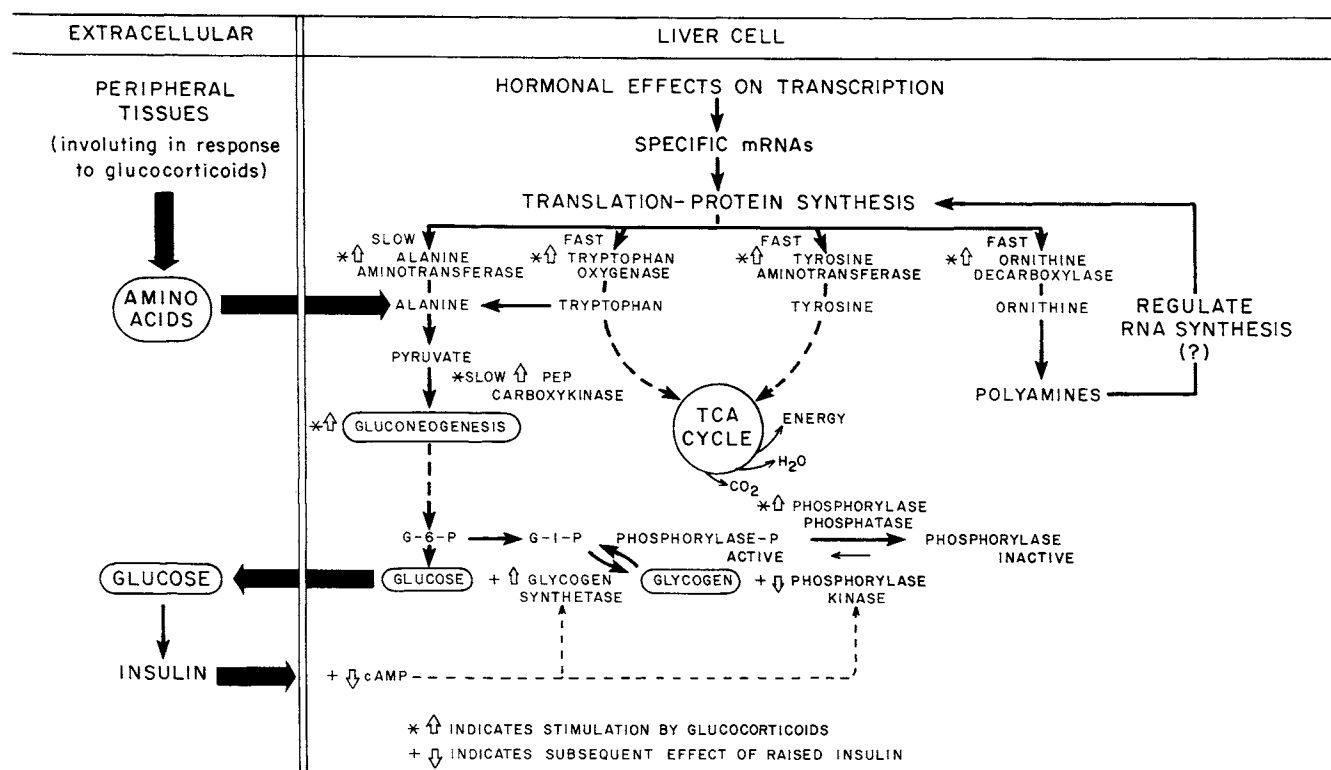 EXTRACELLULAR
LIVER CELL
PERIPHERAL
TISSUES
(involuting in response
to glucocorticoids)
AMINO
ACIDS
GLUCOSE
INSULIN
HORMONAL EFFECTS ON TRANSCRIPTION
SPECIFIC mRNAs
TRANSLATION-PROTEIN SYNTHESIS
SLOW
*⇧ ALANINE
AMINOTRANSFERASE
FAST
*⇧ TRYPTOPHAN
OXYGENASE
FAST
*⇧ TYROSINE
AMINOTRANSFERASE
FAST
*⇧ ORNITHINE
DECARBOXYLASE
ALANINE
TRYPTOPHAN
TYROSINE
ORNITHINE
REGULATE
RNA SYNTHESIS
(?)
PYRUVATE
*SLOW ⇧ PEP
CARBOXYKINASE
POLYAMINES
*⇧ GLUCONEOGENESIS
TCA
CYCLE
ENERGY
H2O
CO2
*⇧ PHOSPHORYLASE
PHOSPHATASE
G-6-P
G-1-P
PHOSPHORYLASE-P
ACTIVE
PHOSPHORYLASE
INACTIVE
GLUCOSE
+ ⇧ GLYCOGEN
SYNTHETASE
GLYCOGEN
+ ⇩ PHOSPHORYLASE
KINASE
+ ⇩ cAMP
* ⇧ INDICATES STIMULATION BY GLUCOCORTICOIDS
+ ⇩ INDICATES SUBSEQUENT EFFECT OF RAISED INSULIN